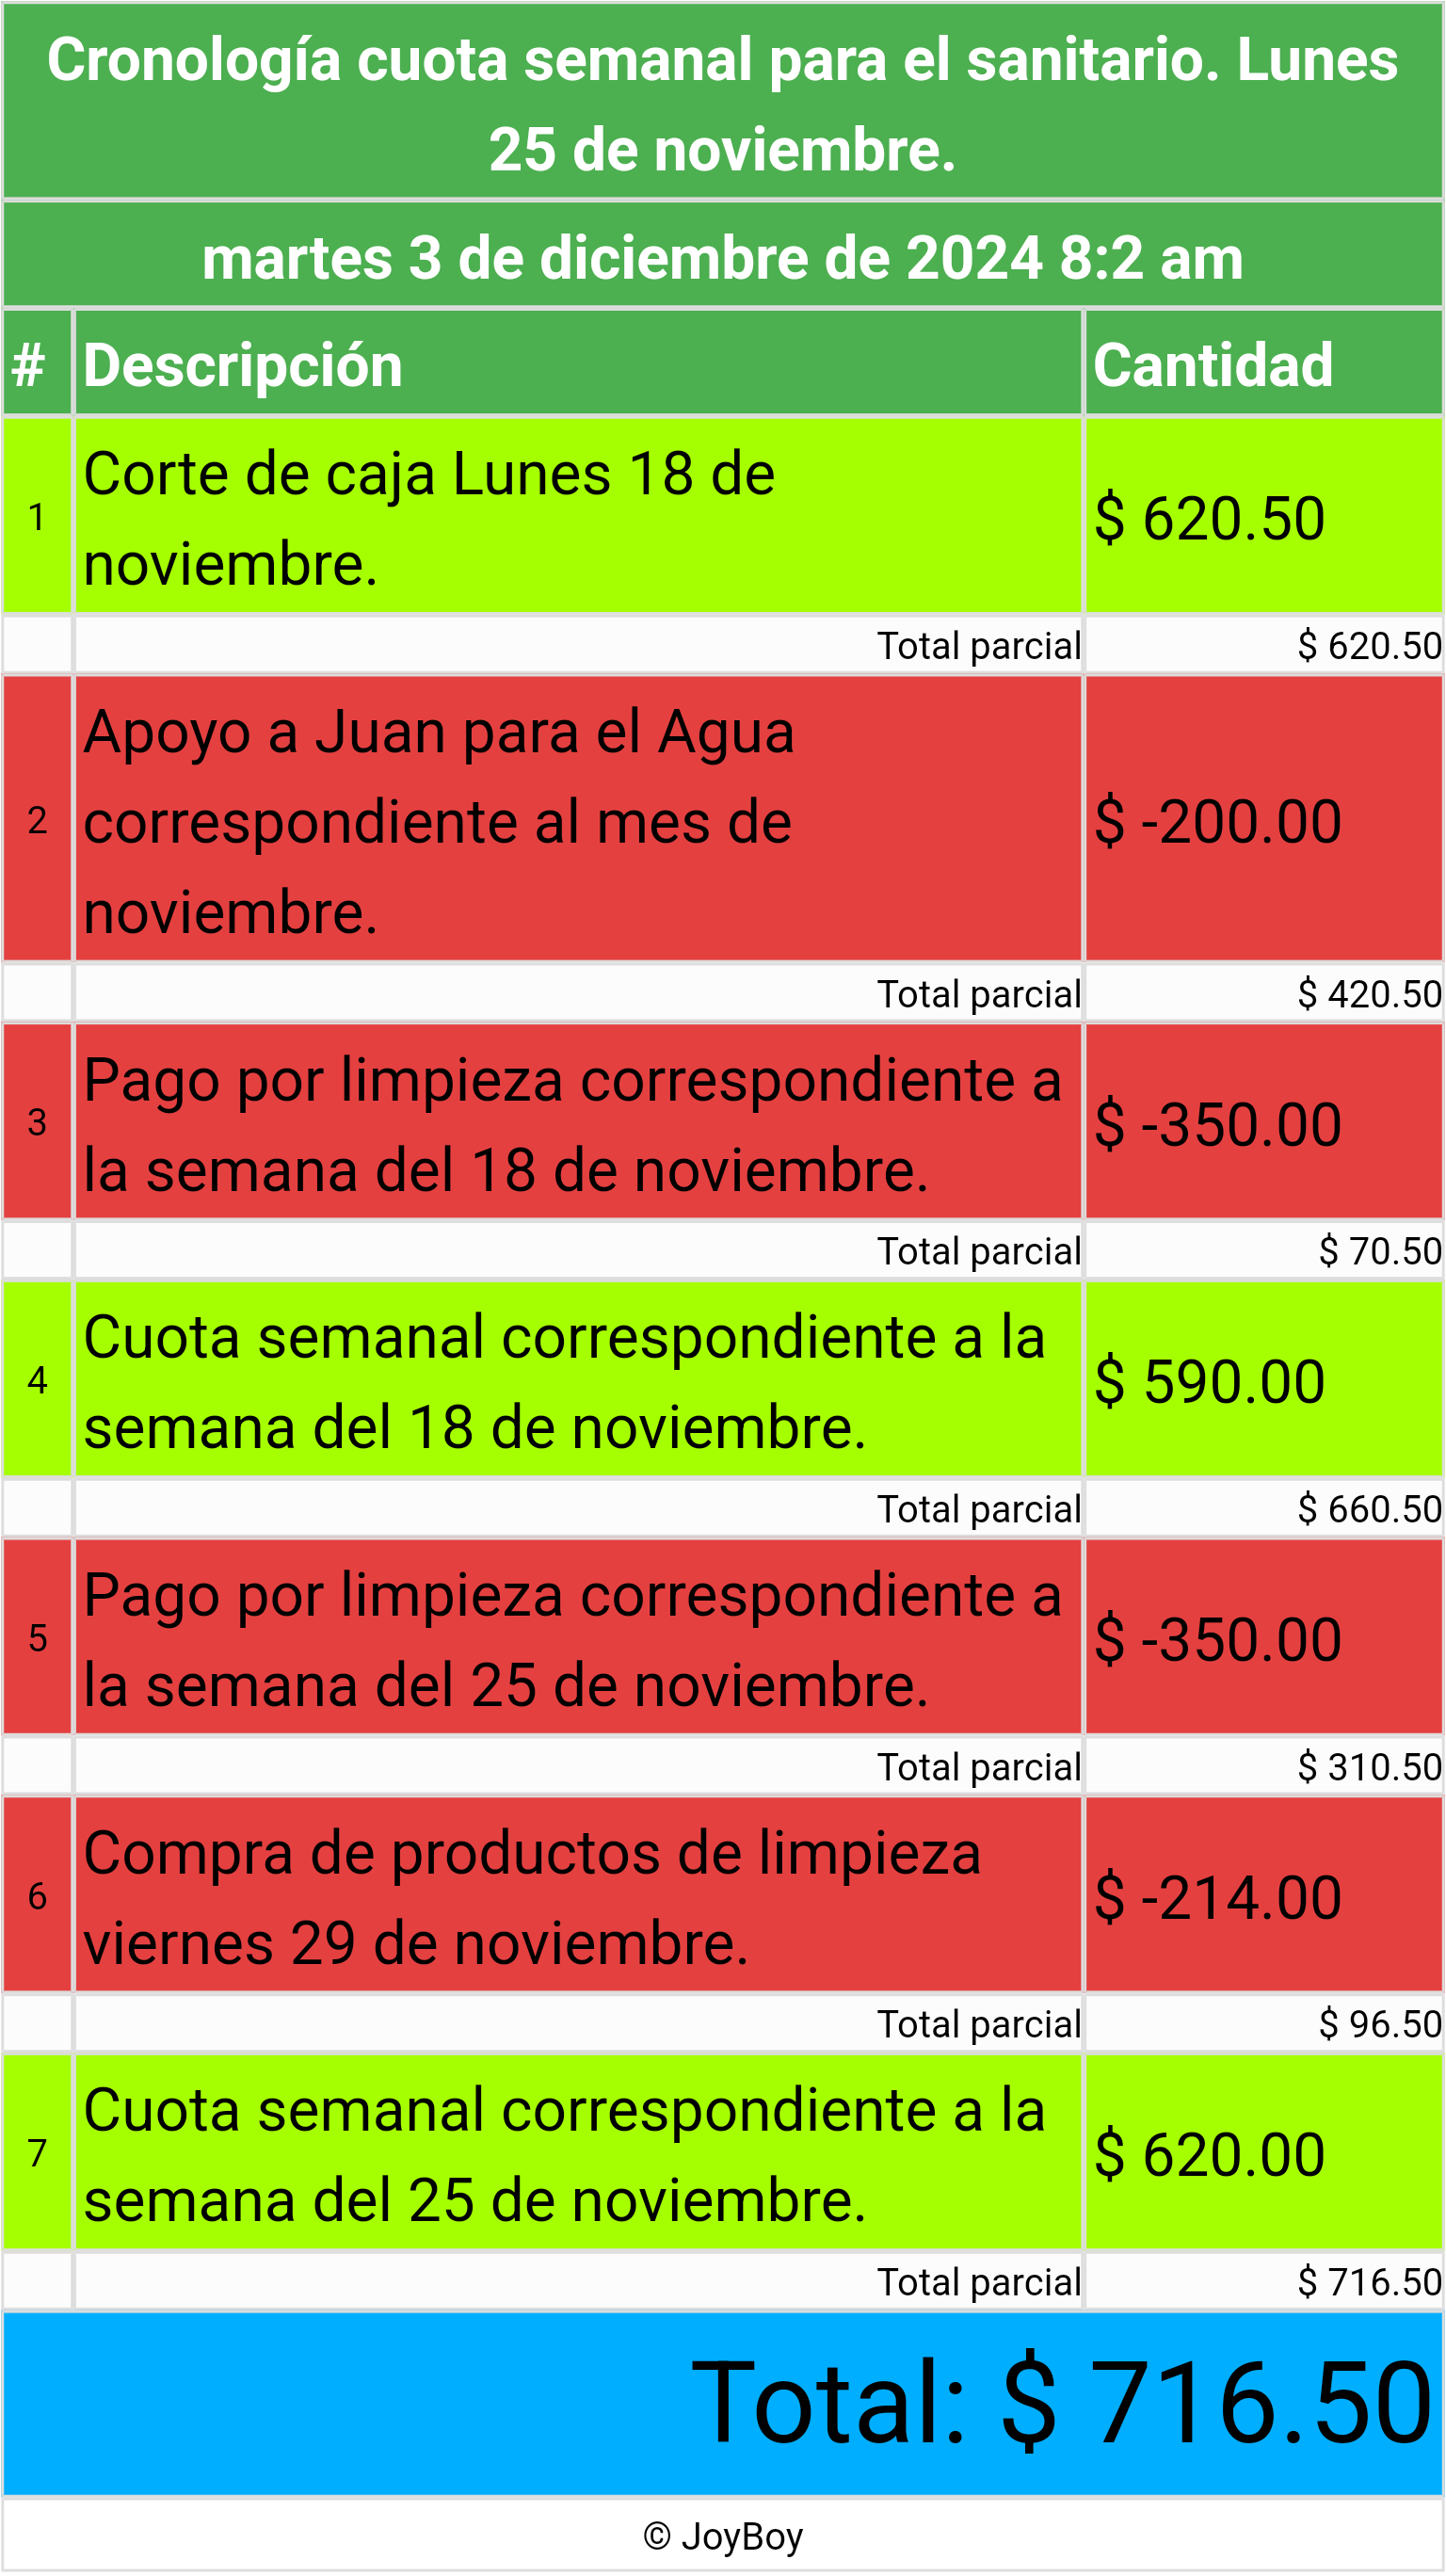 Cronología cuota semanal para el sanitario. Lunes
25 de noviembre.
martes 3 de diciembre de 2024 8:2 am
# Descripción Cantidad
Corte de caja Lunes 18 de
1 $ 620.50
noviembre.
Total parcial $ 620.50
Apoyo a Juan para el Agua
2 correspondiente al mes de $ -200.00
noviembre.
Total parcial $ 420.50
Pago por limpieza correspondiente a
3 $ -350.00
la semana del 18 de noviembre.
Total parcial $ 70.50
Cuota semanal correspondiente a la
4 $ 590.00
semana del 18 de noviembre.
Total parcial $ 660.50
Pago por limpieza correspondiente a
5 $ -350.00
la semana del 25 de noviembre.
Total parcial $ 310.50
Compra de productos de limpieza
6 $ -214.00
viernes 29 de noviembre.
Total parcial $ 96.50
Cuota semanal correspondiente a la
7 $ 620.00
semana del 25 de noviembre.
Total parcial $ 716.50
Total: $ 716.50
© JoyBoy